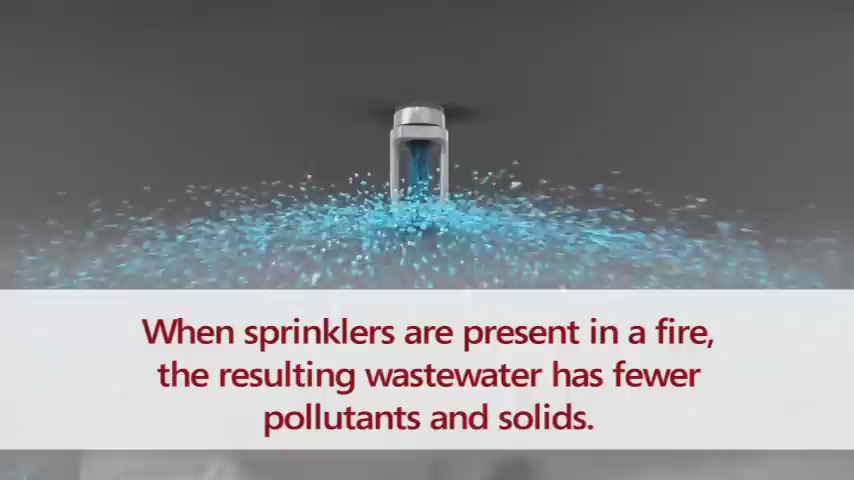 When sprinklers are present in a fire,
the resulting wastewater has fewer
pollutants and solids.